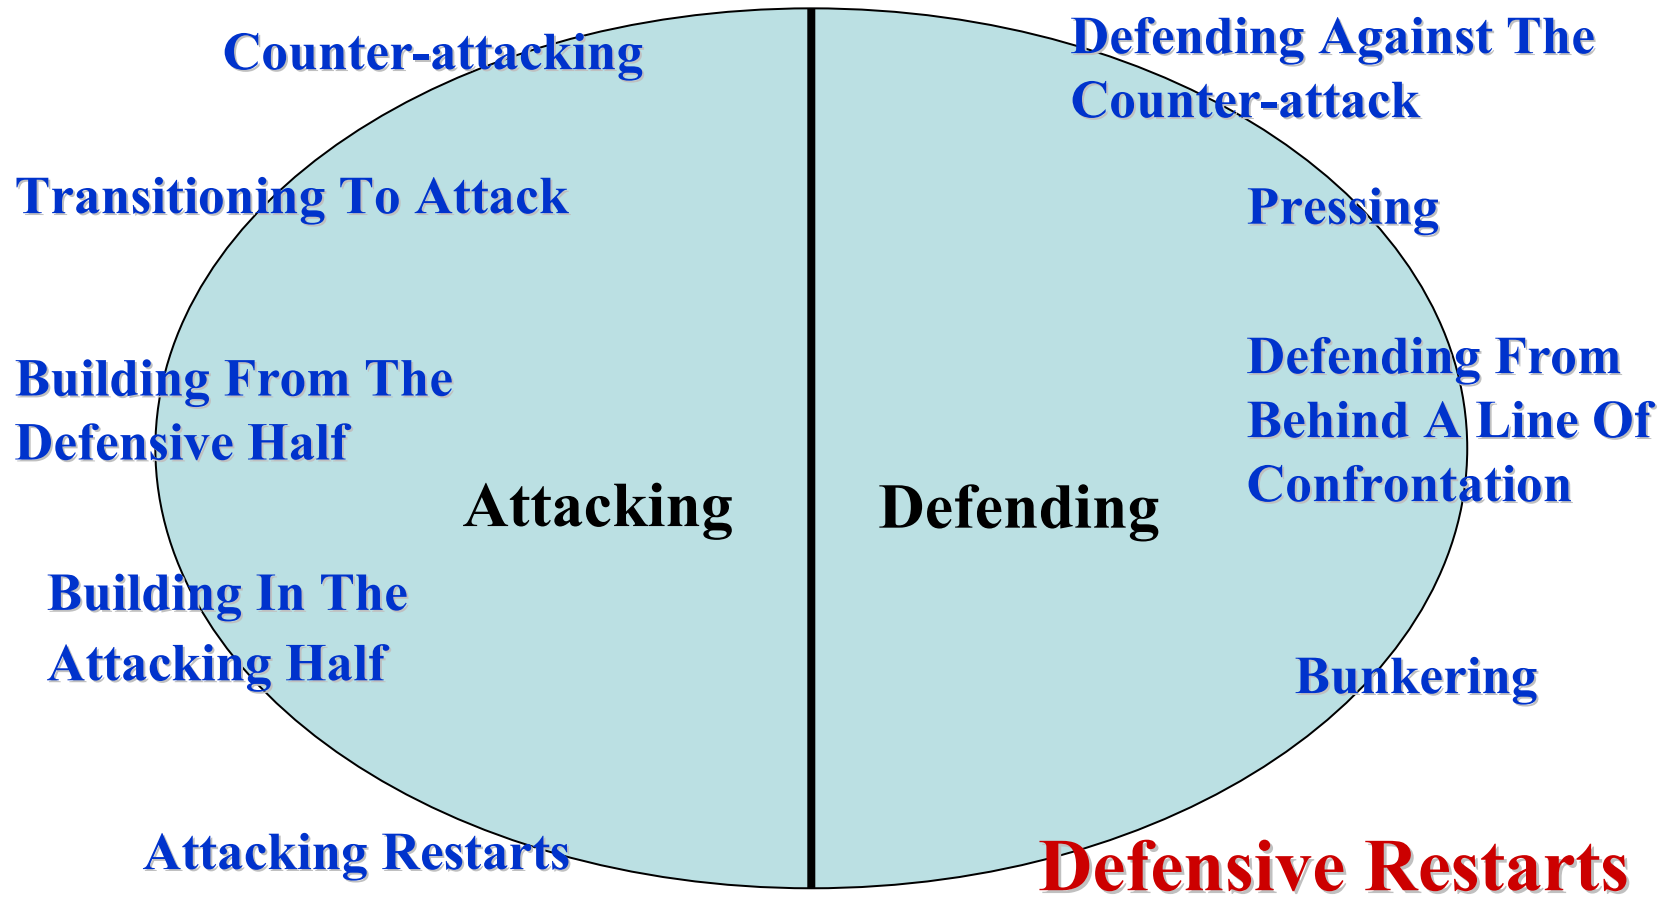 Counter-attacking
Transitioning To Attack
Building From The
Defensive Half
Attacking
Building In The
Attacking Half
Attacking Restarts
Defending Against The
Counter-attack
Pressing
Defending From
Behind A Line Of
Confrontation
Defending
Bunkering
Defensive Restarts